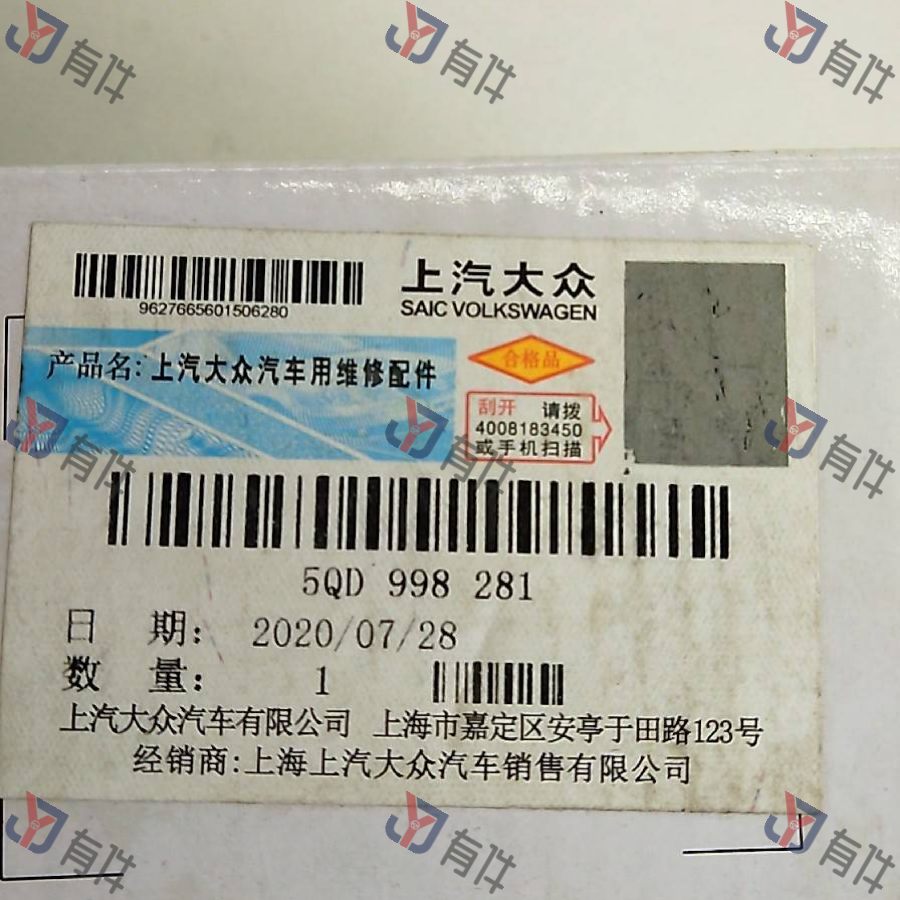 有件 有件 有件
上汽大众
SAIC VOLKSWAGEN
9627665601506280
产品名:上汽大众汽车用维修配件
合格品
刮开 请拨
4008183450
或手机扫描
有件 有件 有件
5QD 998 281
日 期: 2020/07/28
数 量: 1
上汽大众汽车有限公司 上海市嘉定区安亭于田路123号
经销商:上海上汽大众汽车销售有限公司
有件 有件 有件